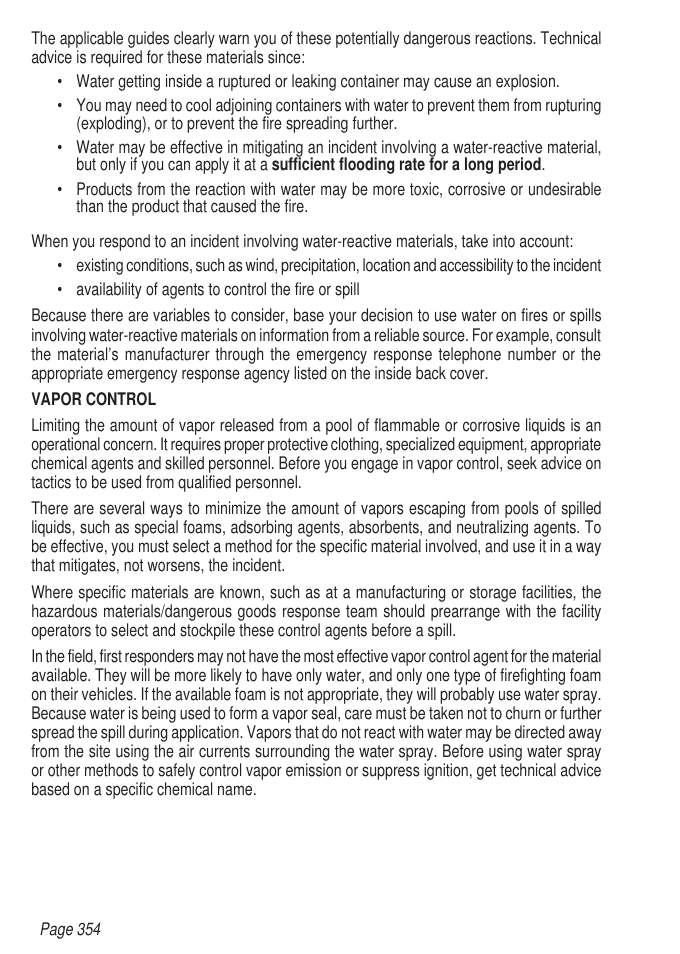 The applicable guides clearly warn you of these potentially dangerous reactions. Technical
advice is required for these materials since:
• Water getting inside a ruptured or leaking container may cause an explosion.
• You may need to cool adjoining containers with water to prevent them from rupturing
(exploding), or to prevent the fire spreading further.
• Water may be effective in mitigating an incident involving a water-reactive material,
but only if you can apply it at a sufficient flooding rate for a long period.
• Products from the reaction with water may be more toxic, corrosive or undesirable
than the product that caused the fire.
When you respond to an incident involving water-reactive materials, take into account:
• existing conditions, such as wind, precipitation, location and accessibility to the incident
• availability of agents to control the fire or spill
Because there are variables to consider, base your decision to use water on fires or spills
involving water-reactive materials on information from a reliable source. For example, consult
the material's manufacturer through the emergency response telephone number or the
appropriate emergency response agency listed on the inside back cover.
VAPOR CONTROL
Limiting the amount of vapor released from a pool of flammable or corrosive liquids is an
operational concern. It requires proper protective clothing, specialized equipment, appropriate
chemical agents and skilled personnel. Before you engage in vapor control, seek advice on
tactics to be used from qualified personnel.
There are several ways to minimize the amount of vapors escaping from pools of spilled
liquids, such as special foams, adsorbing agents, absorbents, and neutralizing agents. To
be effective, you must select a method for the specific material involved, and use it in a way
that mitigates, not worsens, the incident.
Where specific materials are known, such as at a manufacturing or storage facilities, the
hazardous materials/dangerous goods response team should prearrange with the facility
operators to select and stockpile these control agents before a spill.
In the field, first responders may not have the most effective vapor control agent for the material
available. They will be more likely to have only water, and only one type of firefighting foam
on their vehicles. If the available foam is not appropriate, they will probably use water spray.
Because water is being used to form a vapor seal, care must be taken not to churn or further
spread the spill during application. Vapors that do not react with water may be directed away
from the site using the air currents surrounding the water spray. Before using water spray
or other methods to safely control vapor emission or suppress ignition, get technical advice
based on a specific chemical name.
Page 354